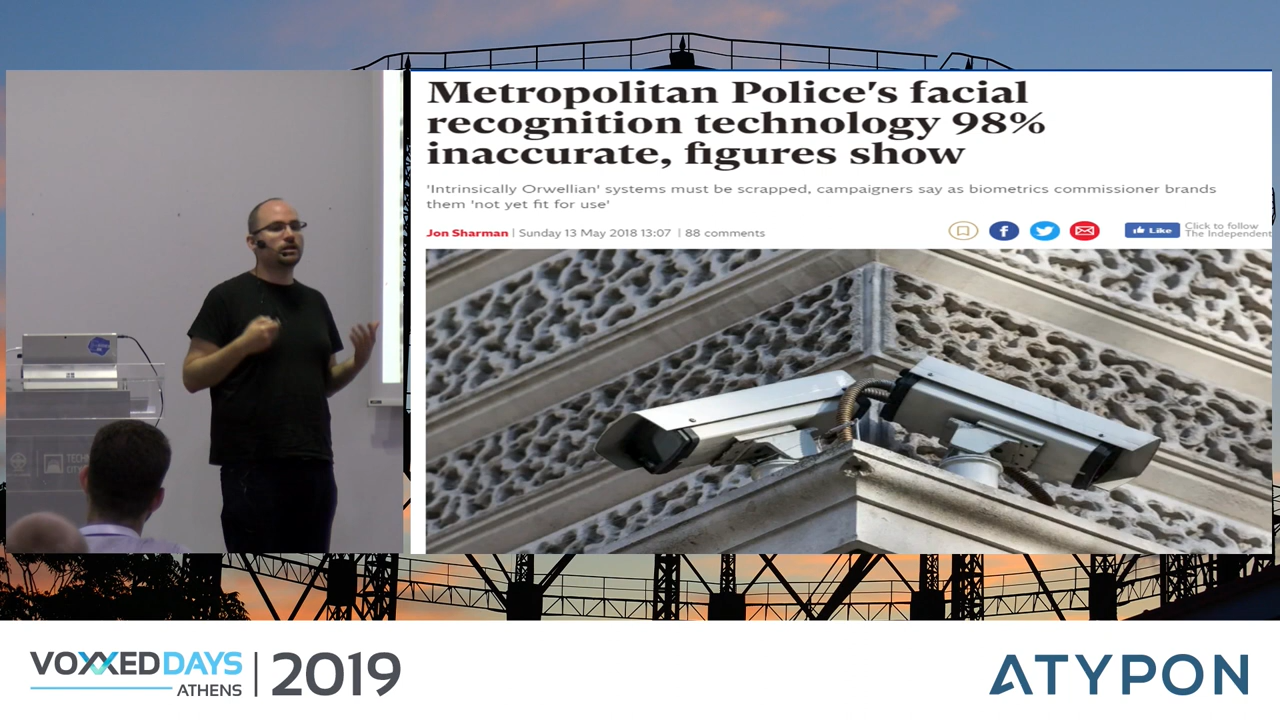 Metropolitan Police's facial
recognition technology 98%
inaccurate, figures show
'Intrinsically Orwellian' systems must be scrapped, campaigners say as biometrics commissioner brands
them 'not yet fit for use'
Jon Sharman | Sunday 13 May 2018 13:07 | 88 comments
Like
Click to follow
The Independent
VOXXED DAYS
ATHENS
2019
ATYPON